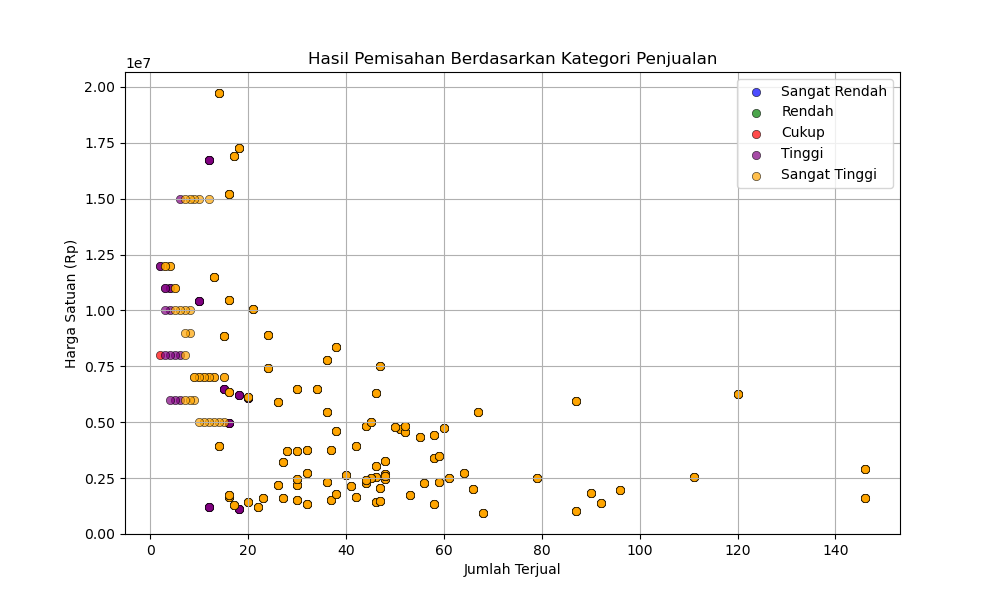 Hasil Pemisahan Berdasarkan Kategori Penjualan
1e7
2.00
1.75
1.50
1.25
1.00
0.75
0.50
0.25
0.00
Harga Satuan (Rp)
Sangat Rendah
Rendah
Cukup
Tinggi
Sangat Tinggi
0 20 40 60 80 100 120 140
Jumlah Terjual